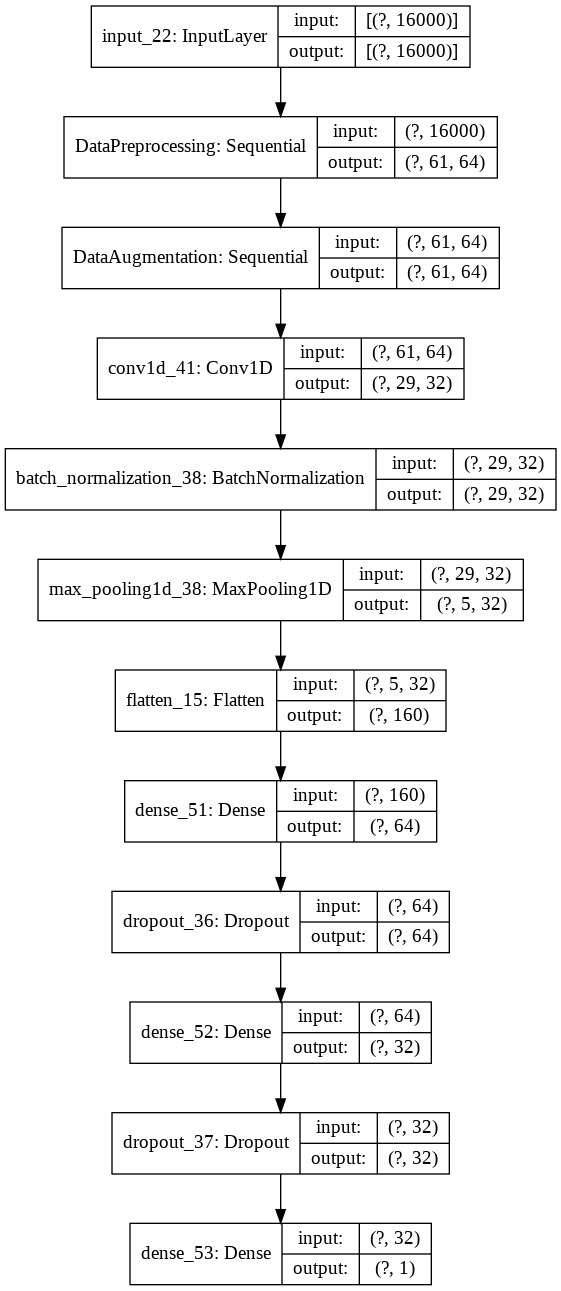 input_22: InputLayer
input: [(?, 16000)]
output: [(?, 16000)]
DataPreprocessing: Sequential
input: (?, 16000)
output: (?, 61, 64)
DataAugmentation: Sequential
input: (?, 61, 64)
output: (?, 61, 64)
conv1d_41: Conv1D
input: (?, 61, 64)
output: (?, 29, 32)
batch_normalization_38: BatchNormalization
input: (?, 29, 32)
output: (?, 29, 32)
max_pooling1d_38: MaxPooling1D
input: (?, 29, 32)
output: (?, 5, 32)
flatten_15: Flatten
input: (?, 5, 32)
output: (?, 160)
dense_51: Dense
input: (?, 160)
output: (?, 64)
dropout_36: Dropout
input: (?, 64)
output: (?, 64)
dense_52: Dense
input: (?, 64)
output: (?, 32)
dropout_37: Dropout
input: (?, 32)
output: (?, 32)
dense_53: Dense
input: (?, 32)
output: (?, 1)